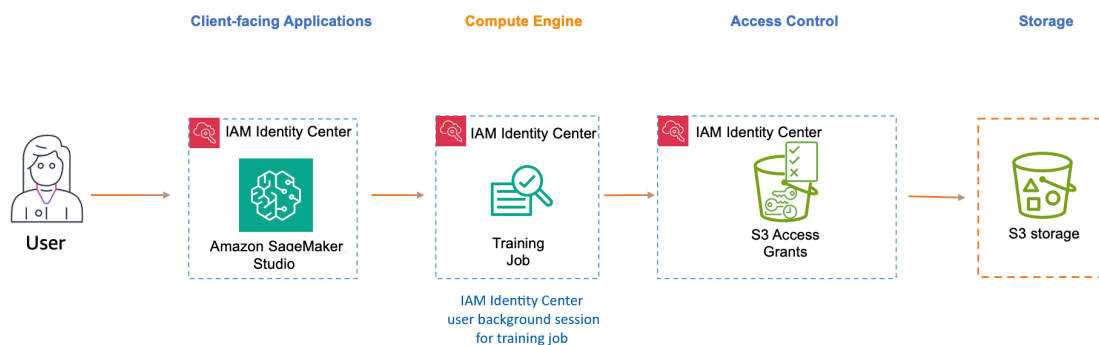 Client-facing Applications
Compute Engine
Access Control
Storage
IAM Identity Center
IAM Identity Center
IAM Identity Center
User
Amazon SageMaker
Studio
Training
Job
S3 Access
Grants
S3 storage
IAM Identity Center
user background session
for training job